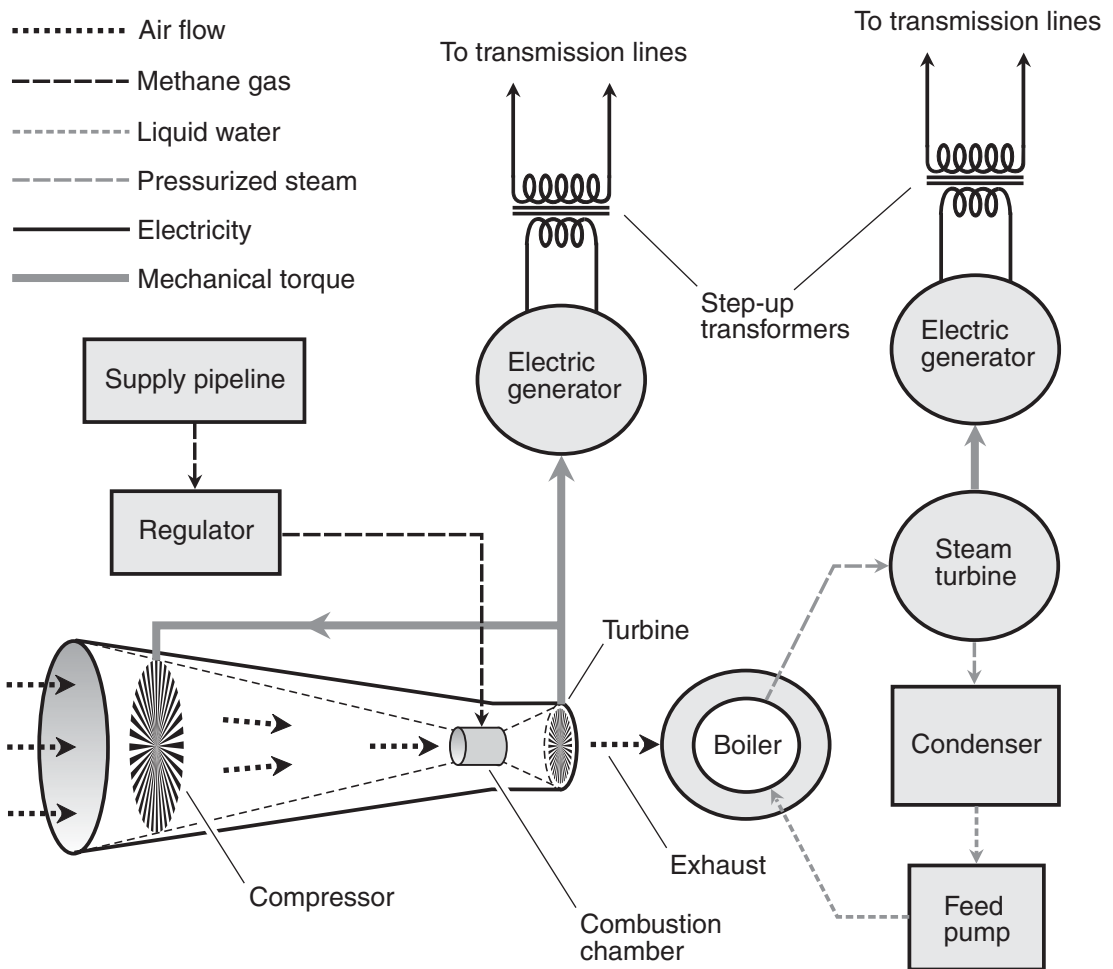 Air flow
Methane gas
Liquid water
Pressurized steam
Electricity
Mechanical torque
To transmission lines
To transmission lines
Step-up
transformers
Electric
generator
Electric
generator
Supply pipeline
Regulator
Steam
turbine
Turbine
Boiler
Condenser
Exhaust
Compressor
Combustion
chamber
Feed
pump